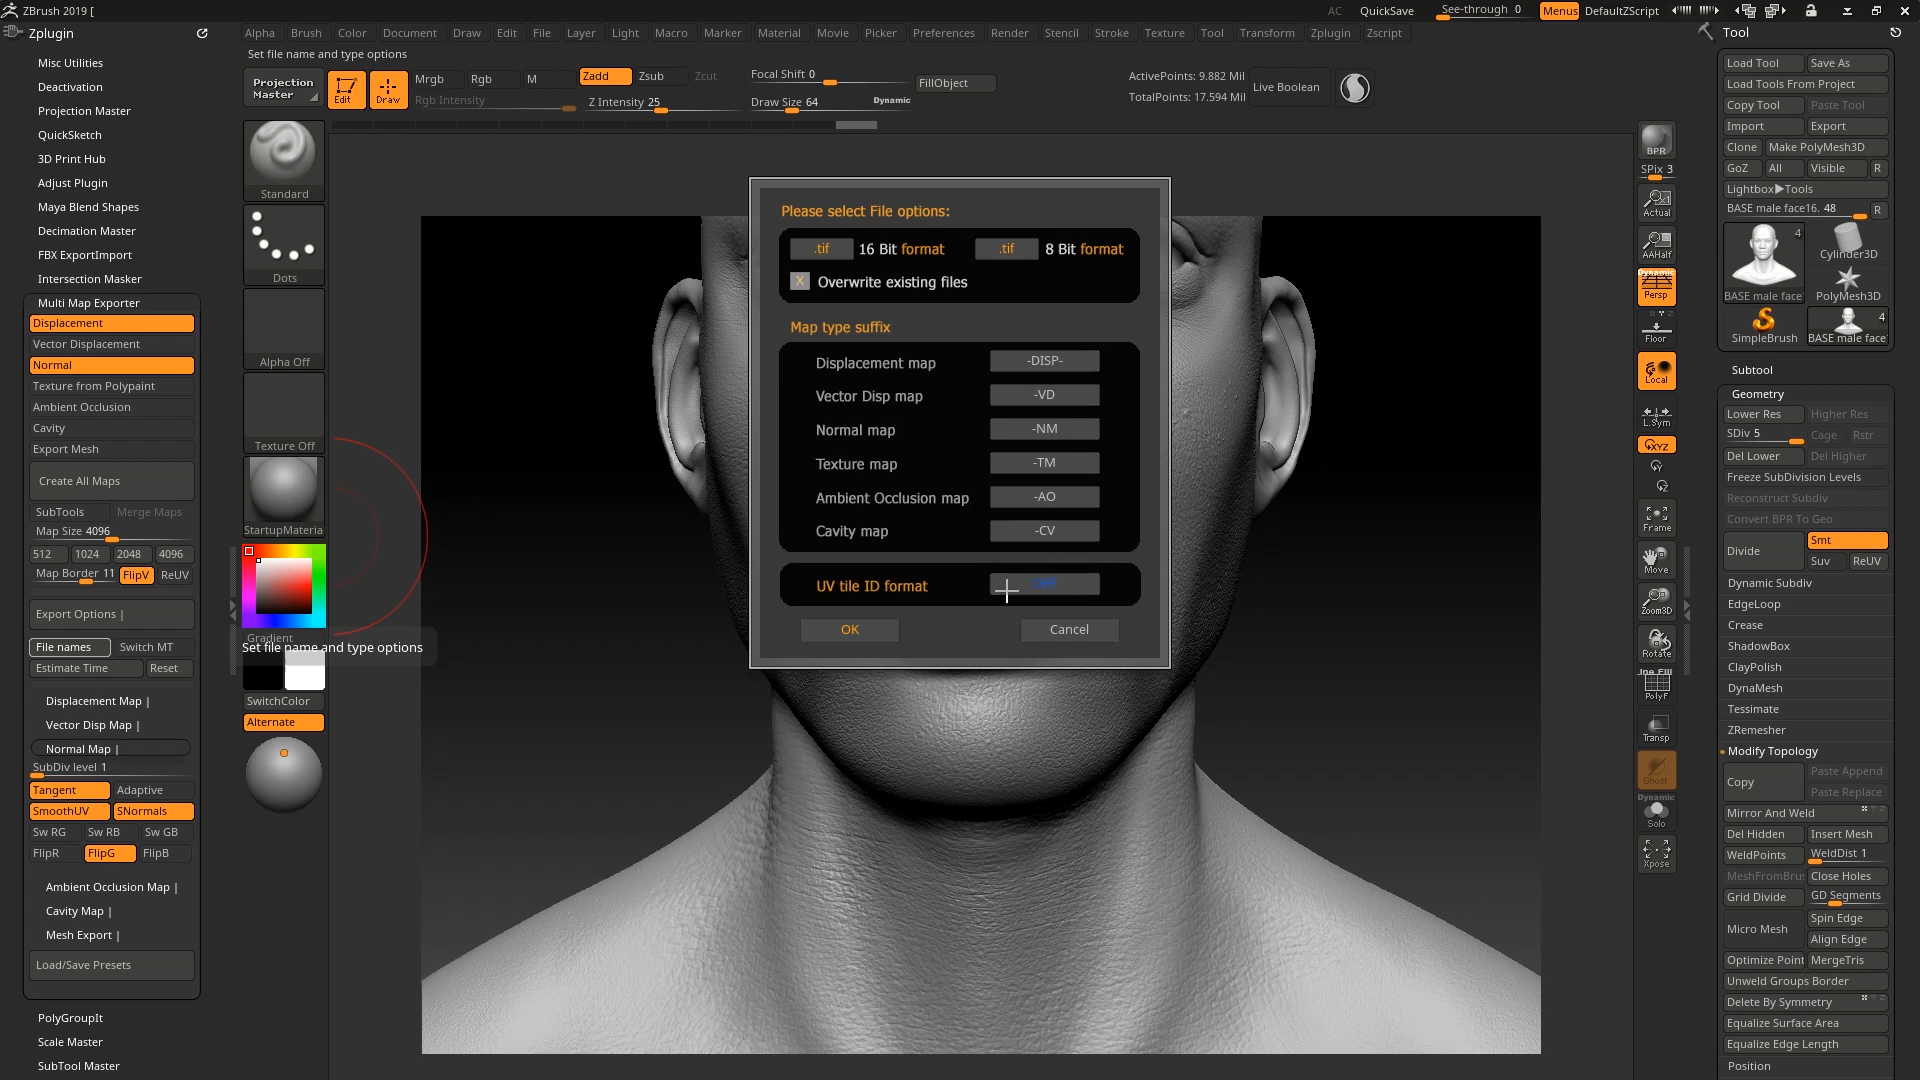 ZBrush 2019 [
AC QuickSave See-through 0 Menus DefaultZScript
Zplugin
Alpha Brush Color Document Draw Edit File Layer Light Macro Marker Material Movie Picker Preferences Render Stencil Stroke Texture Tool Transform Zplugin Zscript
Tool
Set file name and type options
Misc Utilities
Deactivation
Projection Master
QuickSketch
3D Print Hub
Adjust Plugin
Maya Blend Shapes
Decimation Master
FBX ExportImport
Intersection Masker
Multi Map Exporter
Displacement
Vector Displacement
Normal
Texture from Polypaint
Ambient Occlusion
Cavity
Export Mesh
Create All Maps
SubTools Merge Maps
Map Size 4096
512 1024 2048 4096
Map Border 11 FlipV ReUV
Export Options |
File names Switch MT
Estimate Time Reset
Displacement Map |
Vector Disp Map |
Normal Map |
SubDiv level 1
Tangent Adaptive
SmoothUV SNormals
Sw RG Sw RB Sw GB
FlipR FlipG FlipB
Ambient Occlusion Map |
Cavity Map |
Mesh Export |
Load/Save Presets
PolyGroupIt
Scale Master
SubTool Master
Projection Master
Edit
Draw
Mrgb Rgb M
Rgb Intensity
Zadd Zsub Zcut
Z Intensity 25
Focal Shift 0
Draw Size 64 Dynamic
FillObject
ActivePoints: 9.882 Mil
TotalPoints: 17.594 Mil
Live Boolean
Standard
Dots
Alpha Off
Texture Off
StartupMateria
Gradient
Set file name and type options
SwitchColor
Alternate
Please select File options:
.tif 16 Bit format .tif 8 Bit format
X Overwrite existing files
Map type suffix
Displacement map -DISP-
Vector Disp map -VD
Normal map -NM
Texture map -TM
Ambient Occlusion map -AO
Cavity map -CV
UV tile ID format
OK Cancel
BPR
SPix 3
Actual
AAHalf
Dynamic
Persp
Floor
Local
L.Sym
XYZ
Frame
Move
Zoom3D
Rotate
Line Fill
PolyF
Transp
Ghost
Dynamic
Solo
Xpose
Load Tool Save As
Load Tools From Project
Copy Tool Paste Tool
Import Export
Clone Make PolyMesh3D
GoZ All Visible R
Lightbox▶Tools
BASE male face16. 48 R
4
BASE male face
Cylinder3D
PolyMesh3D
SimpleBrush
4
BASE male face
Subtool
Geometry
Lower Res Higher Res
SDiv 5 Cage Rstr
Del Lower Del Higher
Freeze SubDivision Levels
Reconstruct Subdiv
Convert BPR To Geo
Divide Smt
Suv ReUV
Dynamic Subdiv
EdgeLoop
Crease
ShadowBox
ClayPolish
DynaMesh
Tessimate
ZRemesher
Modify Topology
Copy Paste Append
Paste Replace
Mirror And Weld
Del Hidden Insert Mesh
WeldPoints WeldDist 1
MeshFromBrus Close Holes
Grid Divide GD Segments
Micro Mesh Spin Edge
Align Edge
Optimize Point MergeTris
Unweld Groups Border
Delete By Symmetry
Equalize Surface Area
Equalize Edge Length
Position